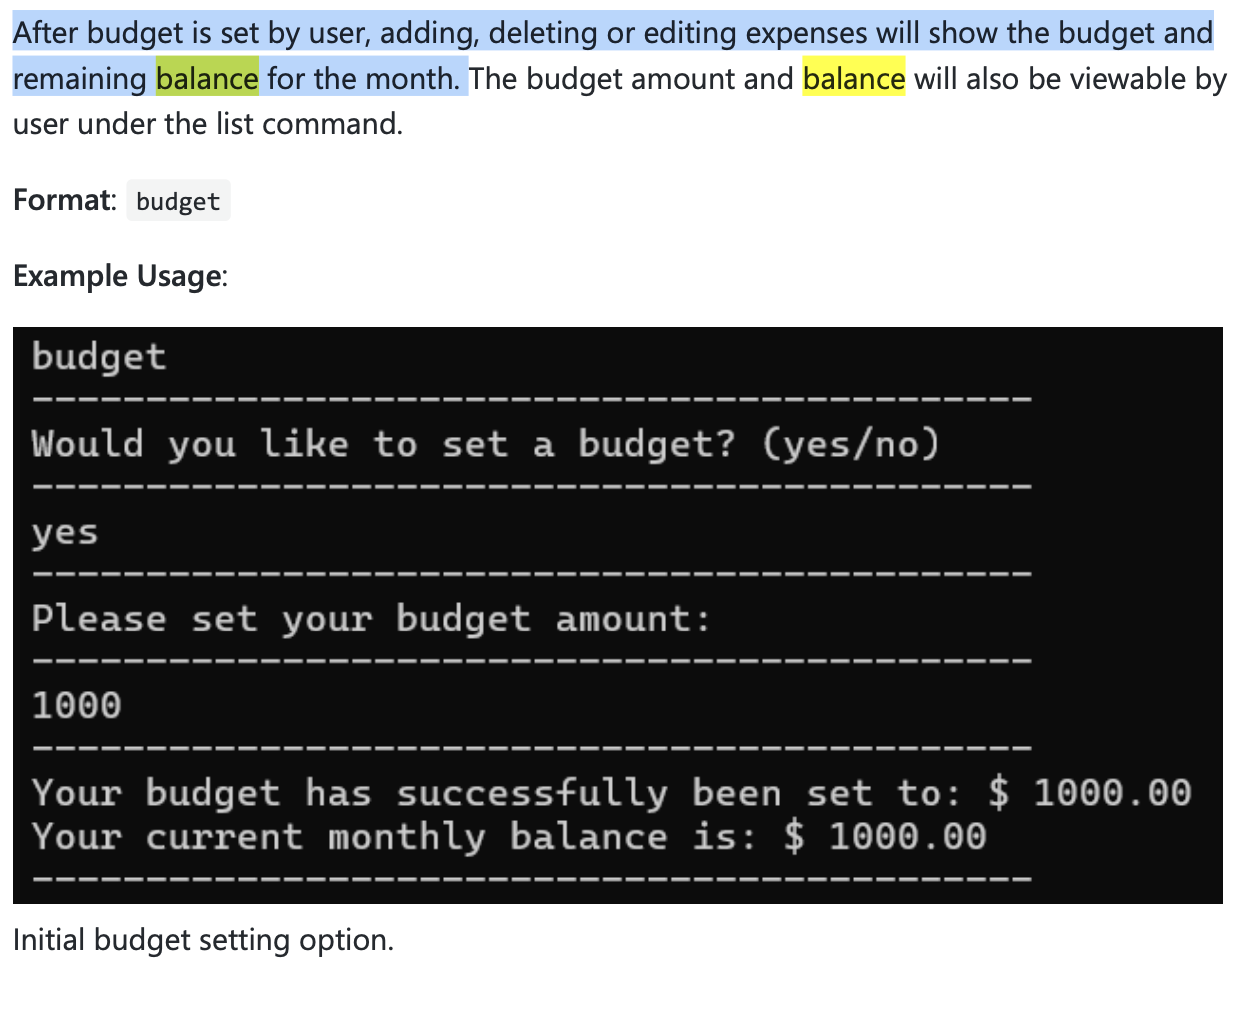 After budget is set by user, adding, deleting or editing expenses will show the budget and
remaining balance for the month. The budget amount and balance will also be viewable by
user under the list command.
Format: budget
Example Usage:
budget
--------------------------------------------
Would you like to set a budget? (yes/no)
--------------------------------------------
yes
--------------------------------------------
Please set your budget amount:
--------------------------------------------
1000
--------------------------------------------
Your budget has successfully been set to: $ 1000.00
Your current monthly balance is: $ 1000.00
--------------------------------------------
Initial budget setting option.